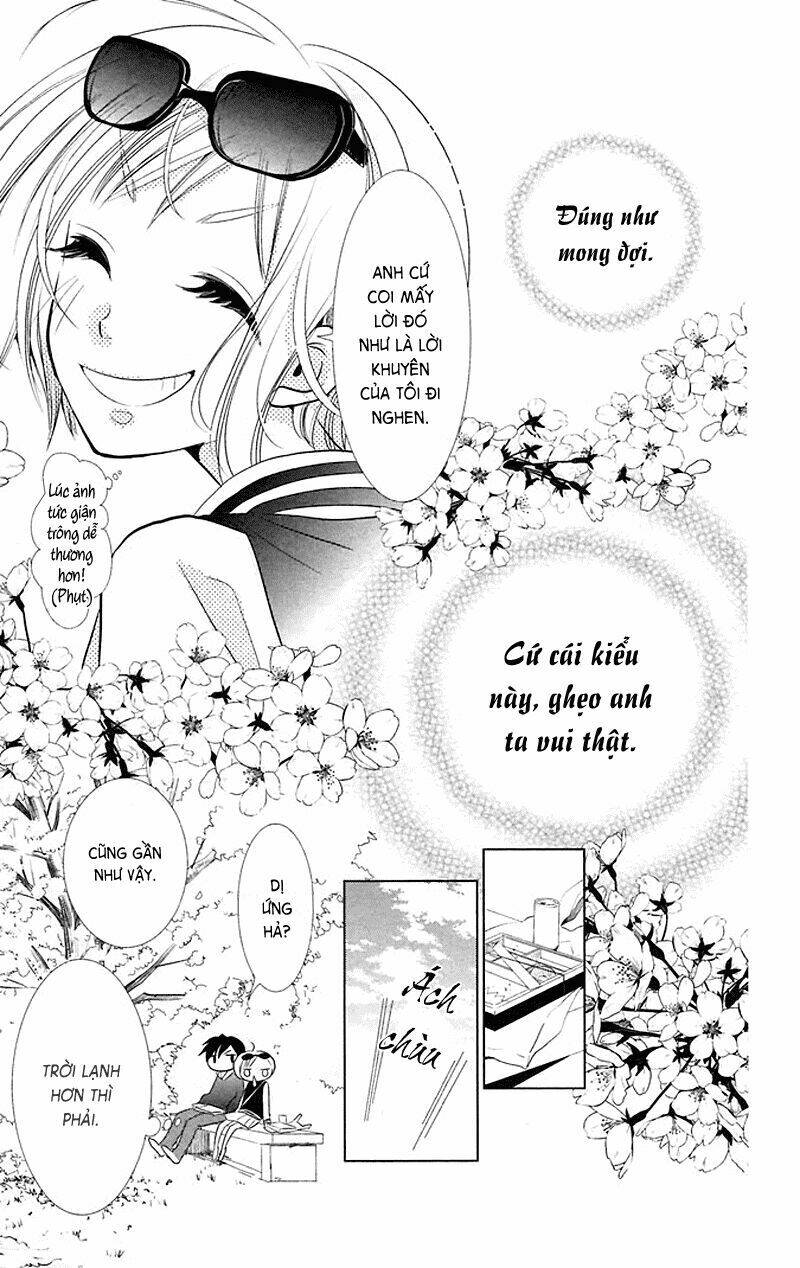 Đúng như
mong đợi.
ANH CỨ
COI MẤY
LỜI ĐÓ
NHƯ LÀ LỜI
KHUYÊN
CỦA TÔI ĐI
NGHEN.
Lúc ảnh
tức giận
trông dễ
thương
hơn!
(Phụt)
Cứ cái kiểu
này, ghẹo anh
ta vui thật.
Ách
chùu
DỊ
ỨNG
HẢ?
CŨNG GẦN
NHƯ VẬY.
TRỜI LẠNH
HƠN THÌ
PHẢI.